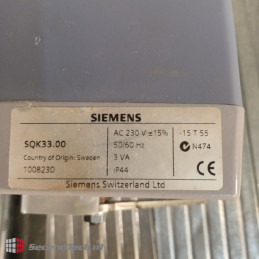 SIEMENS
SQK33.00
AC 230 V ±15%
-15 T 55
50/60 Hz
N474
Country of Origin: Sweden
3 VA
1008230
IP44
CE
Siemens Switzerland Ltd